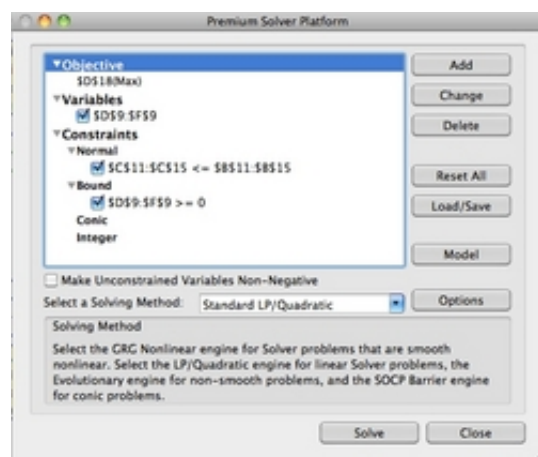 Premium Solver Platform
Objective
$D$18(Max)
Variables
$D$9:$F$9
Constraints
Normal
$C$11:$C$15 <= $B$11:$B$15
Bound
$D$9:$F$9 >= 0
Conic
Integer
Add
Change
Delete
Reset All
Load/Save
Model
Make Unconstrained Variables Non-Negative
Select a Solving Method: Standard LP/Quadratic
Options
Solving Method
Select the GRG Nonlinear engine for Solver problems that are smooth
nonlinear. Select the LP/Quadratic engine for linear Solver problems, the
Evolutionary engine for non-smooth problems, and the SOCP Barrier engine
for conic problems.
Solve
Close